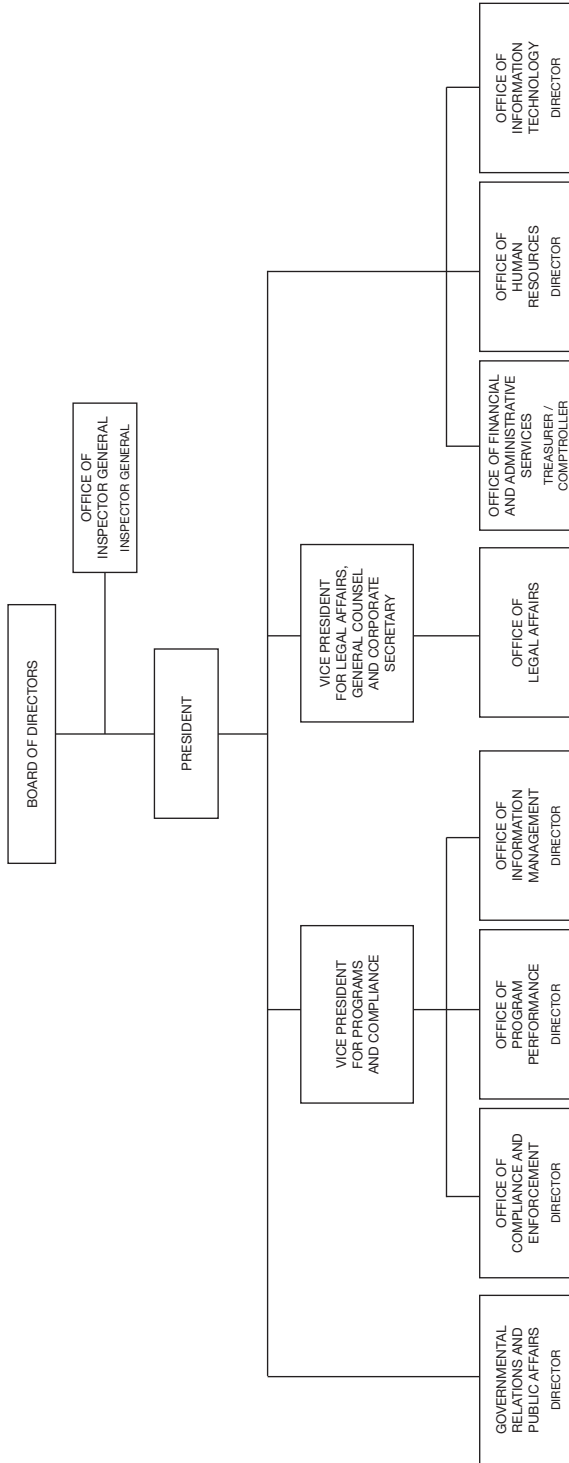 BOARD OF DIRECTORS
OFFICE OF
INSPECTOR GENERAL
INSPECTOR GENERAL
PRESIDENT
VICE PRESIDENT
FOR PROGRAMS
AND COMPLIANCE
VICE PRESIDENT
FOR LEGAL AFFAIRS,
GENERAL COUNSEL
AND CORPORATE
SECRETARY
GOVERNMENTAL
RELATIONS AND
PUBLIC AFFAIRS
DIRECTOR
OFFICE OF
COMPLIANCE AND
ENFORCEMENT
DIRECTOR
OFFICE OF
PROGRAM
PERFORMANCE
DIRECTOR
OFFICE OF
INFORMATION
MANAGEMENT
DIRECTOR
OFFICE OF
LEGAL AFFAIRS
OFFICE OF FINANCIAL
AND ADMINISTRATIVE
SERVICES
TREASURER /
COMPTROLLER
OFFICE OF
HUMAN
RESOURCES
DIRECTOR
OFFICE OF
INFORMATION
TECHNOLOGY
DIRECTOR